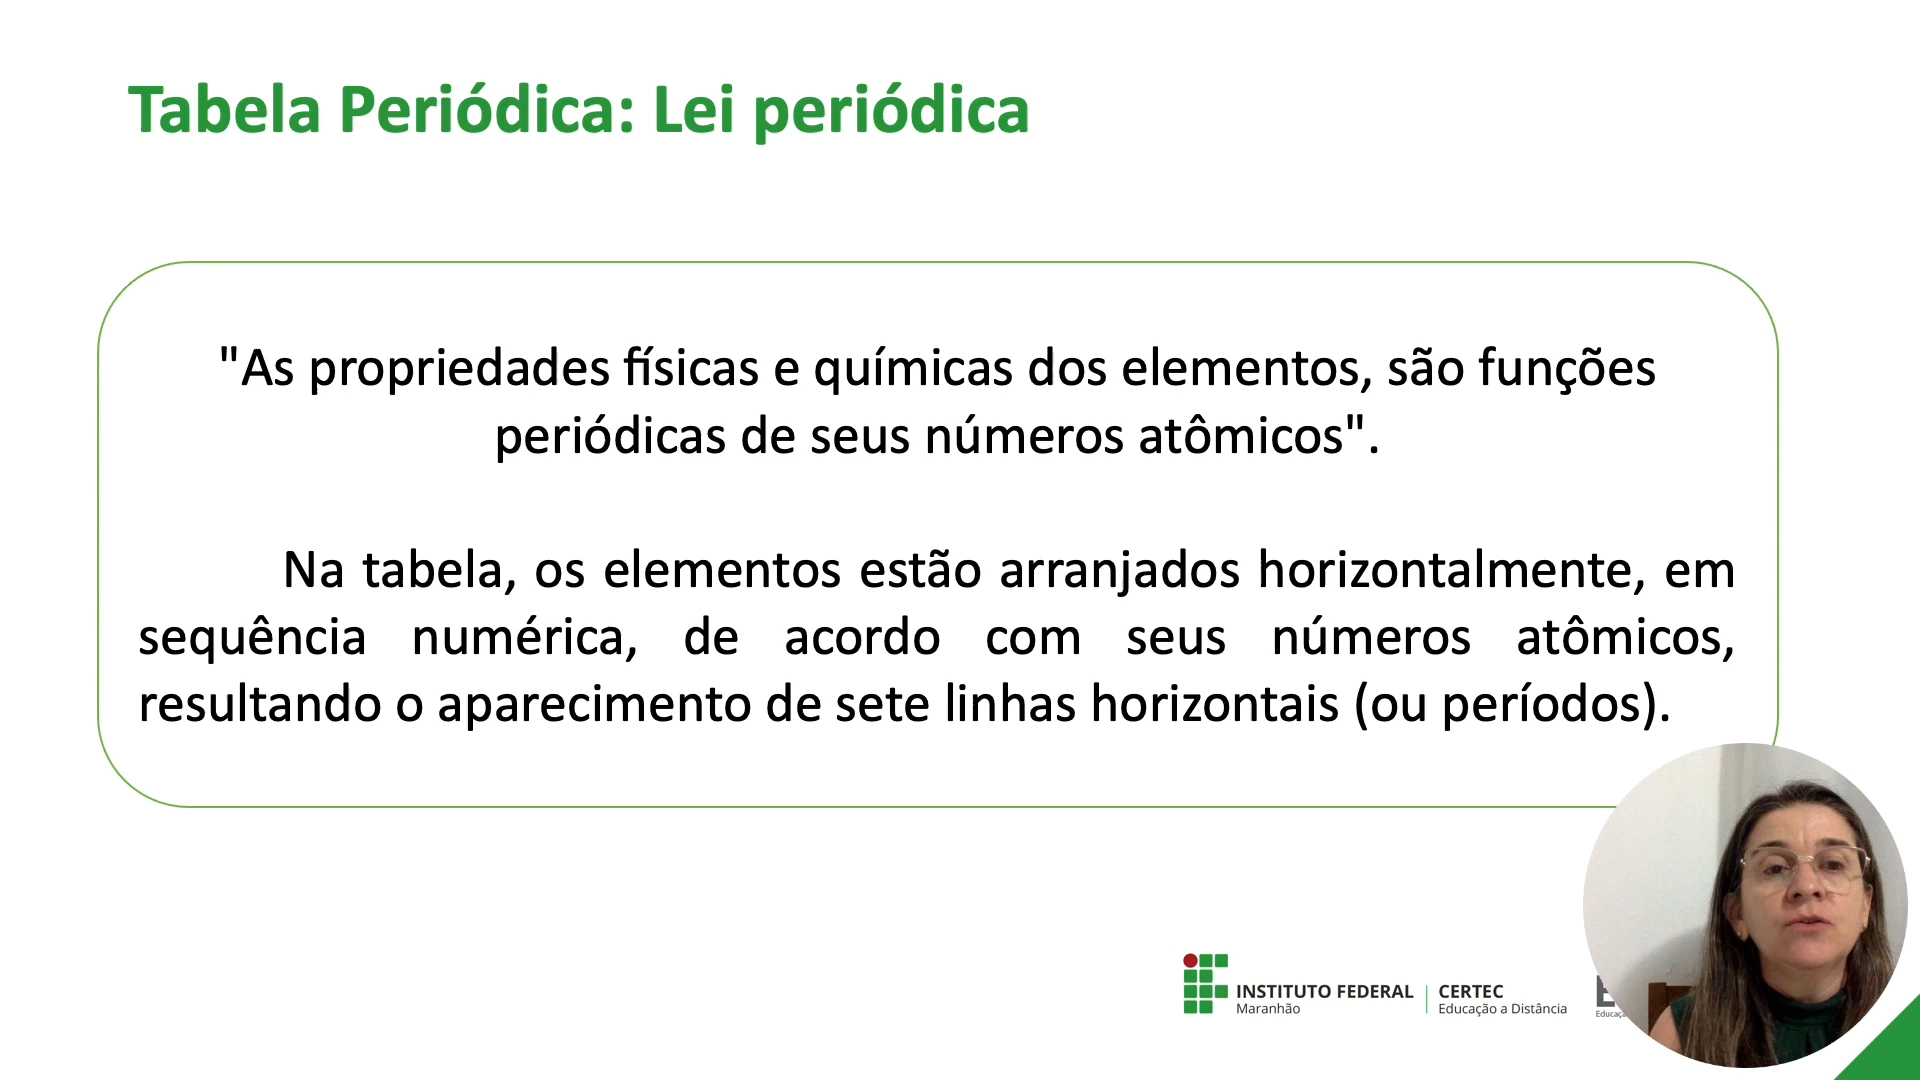 Tabela Periódica: Lei periódica
"As propriedades físicas e químicas dos elementos, são funções
periódicas de seus números atômicos".
Na tabela, os elementos estão arranjados horizontalmente, em
sequência numérica, de acordo com seus números atômicos,
resultando o aparecimento de sete linhas horizontais (ou períodos).
INSTITUTO FEDERAL
Maranhão
CERTEC
Educação a Distância